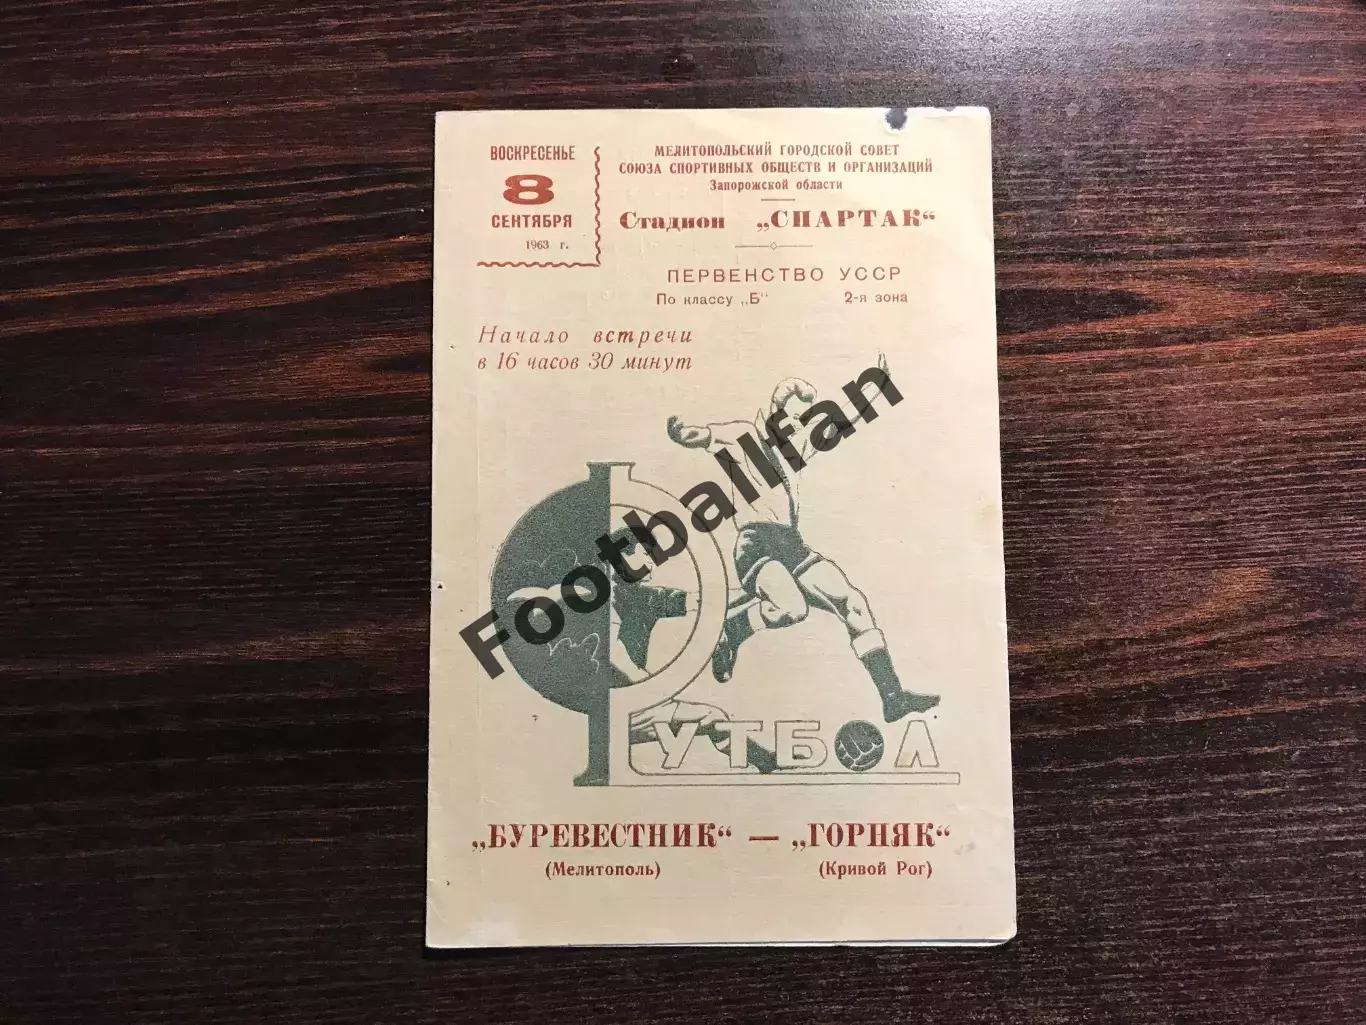 ВОСКРЕСЕНЬЕ
8
СЕНТЯБРЯ
1963 г.
МЕЛИТОПОЛЬСКИЙ ГОРОДСКОЙ СОВЕТ
СОЮЗА СПОРТИВНЫХ ОБЩЕСТВ И ОРГАНИЗАЦИЙ
Запорожской области
Стадион „СПАРТАК“
ПЕРВЕНСТВО УССР
По классу „Б“ 2-я зона
Начало встречи
в 16 часов 30 минут
Footballfan
ФУТБОЛ
„БУРЕВЕСТНИК“ — „ГОРНЯК“
(Мелитополь) (Кривой Рог)